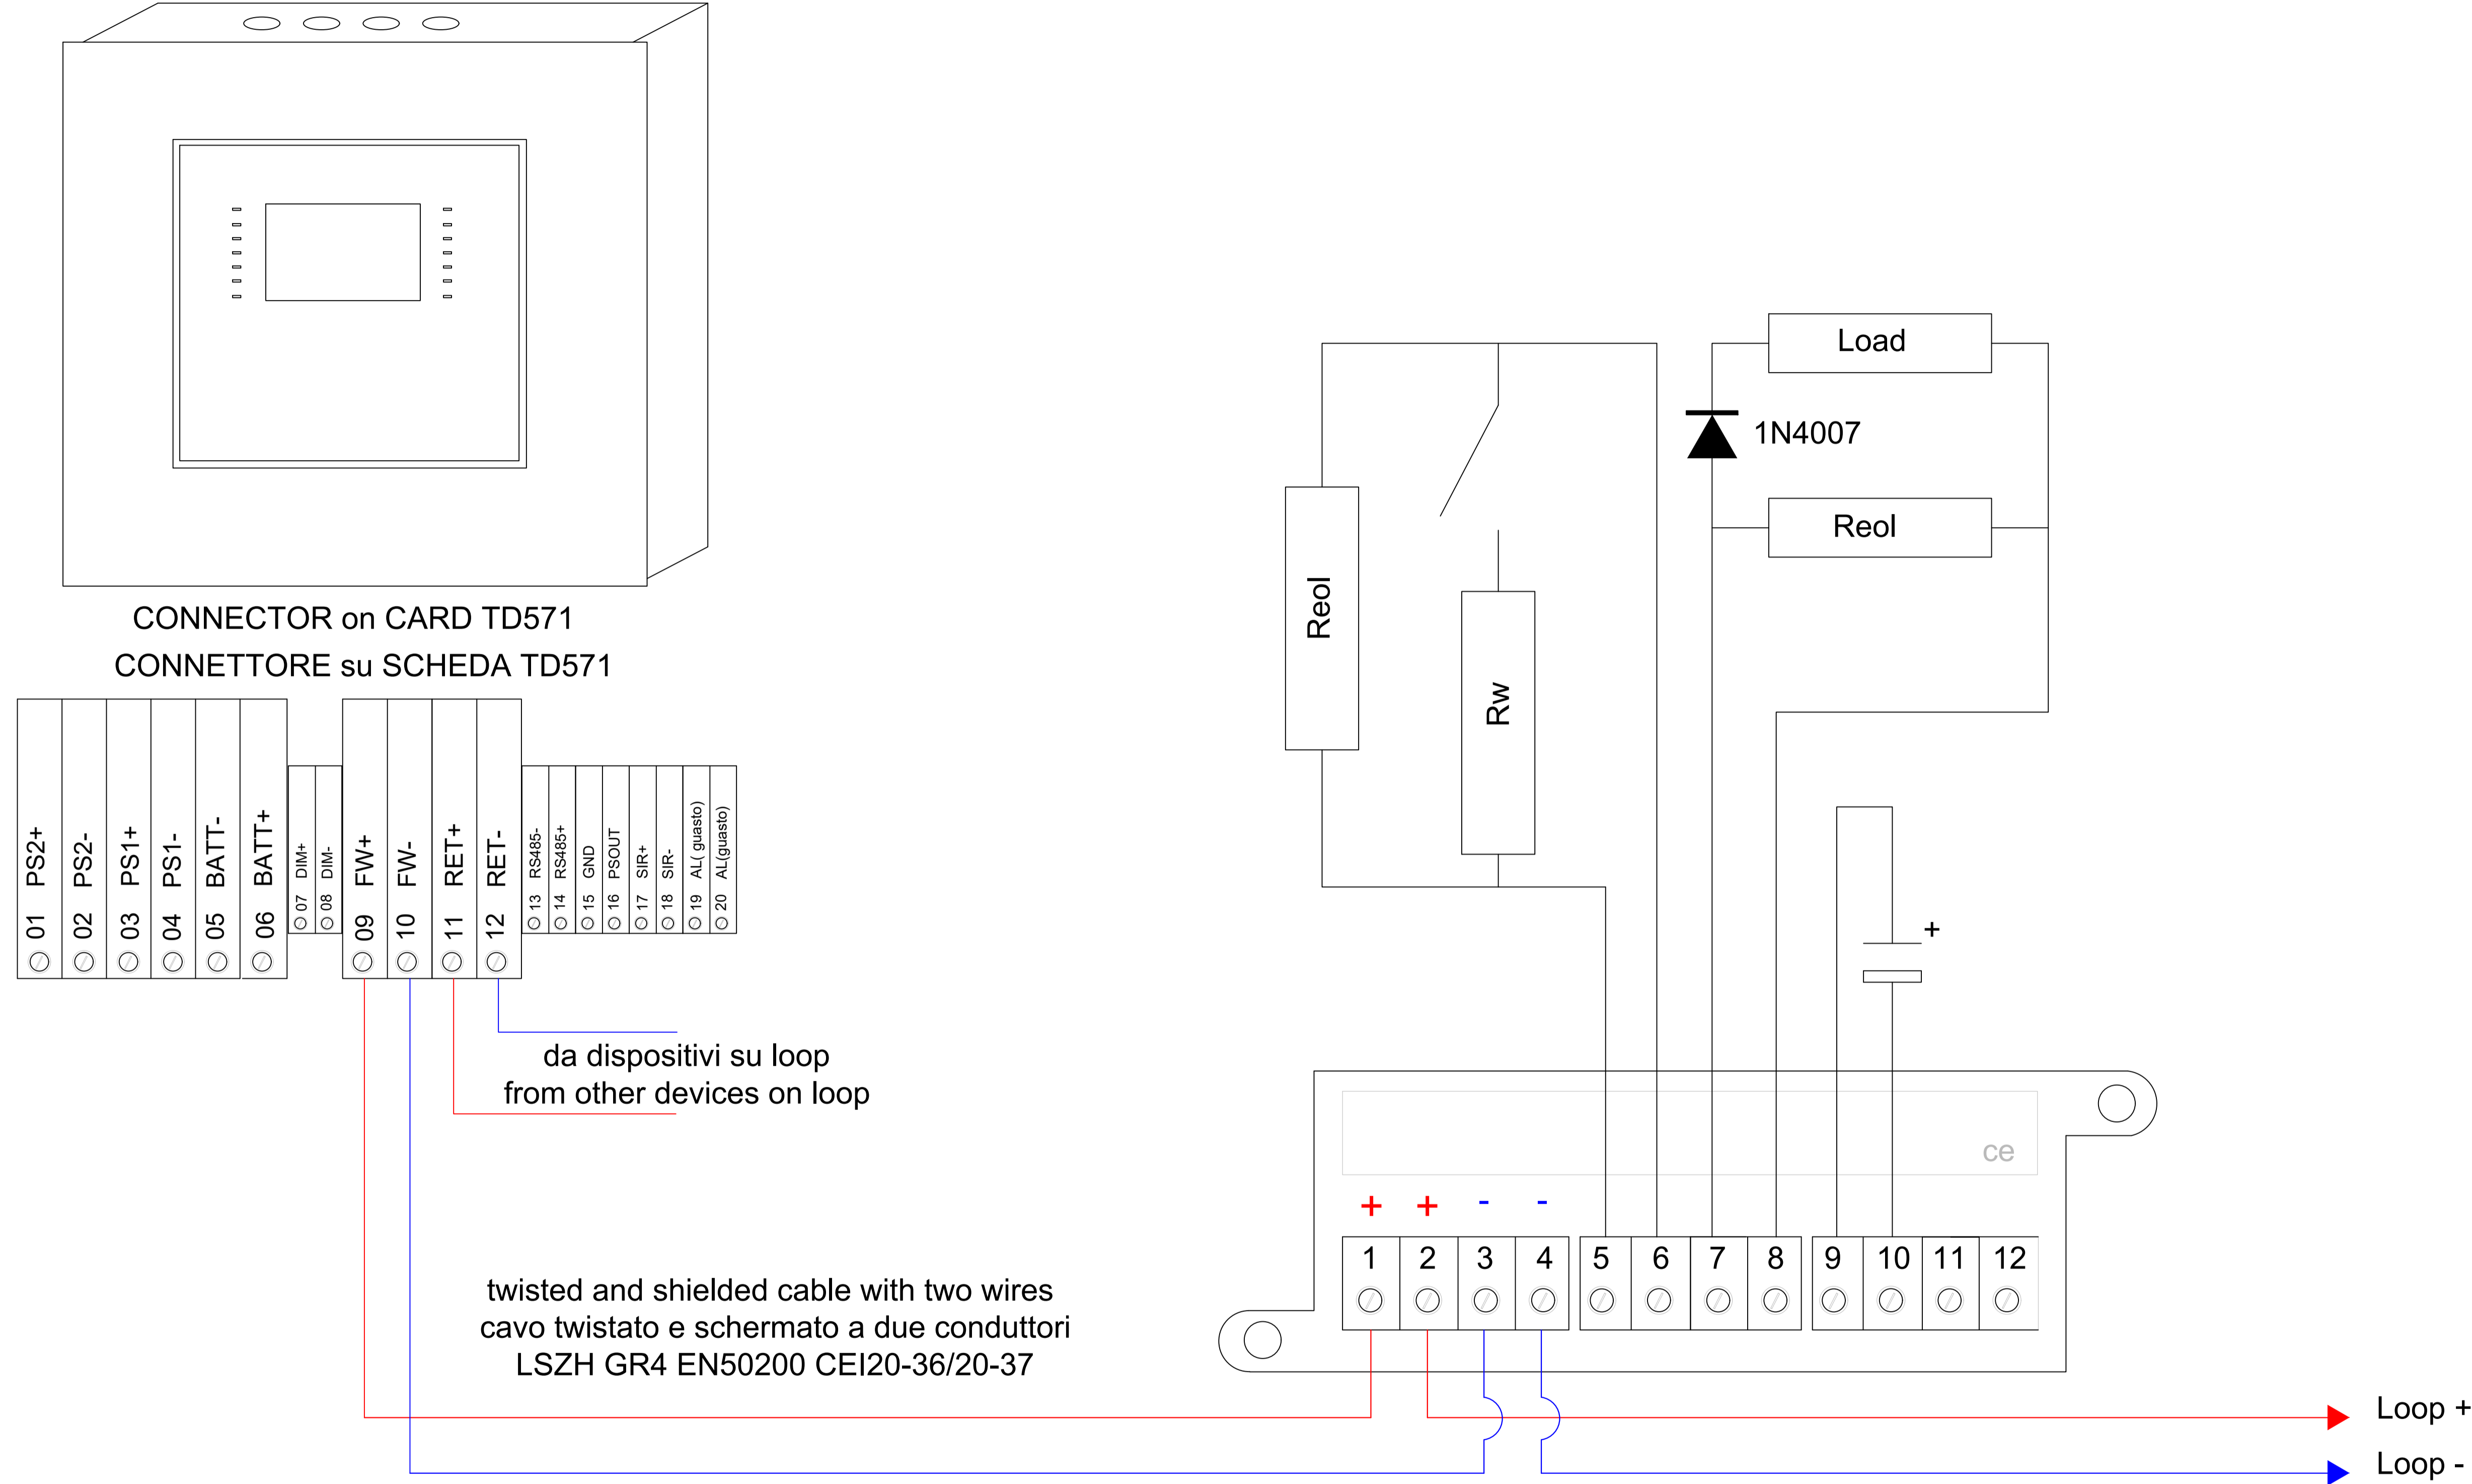 CONNECTOR on CARD TD571
CONNETTORE su SCHEDA TD571
01 PS2+
02 PS2-
03 PS1+
04 PS1-
05 BATT-
06 BATT+
07 DIM+
08 DIM-
09 FW+
10 FW-
11 RET+
12 RET-
13 RS485-
14 RS485+
15 GND
16 PSOUT
17 SIR+
18 SIR-
19 AL( guasto)
20 AL(guasto)
da dispositivi su loop
from other devices on loop
twisted and shielded cable with two wires
cavo twistato e schermato a due conduttori
LSZH GR4 EN50200 CEI20-36/20-37
Load
1N4007
Reol
Reol
Rw
+
ce
+ + - -
1 2 3 4 5 6 7 8 9 10 11 12
Loop +
Loop -